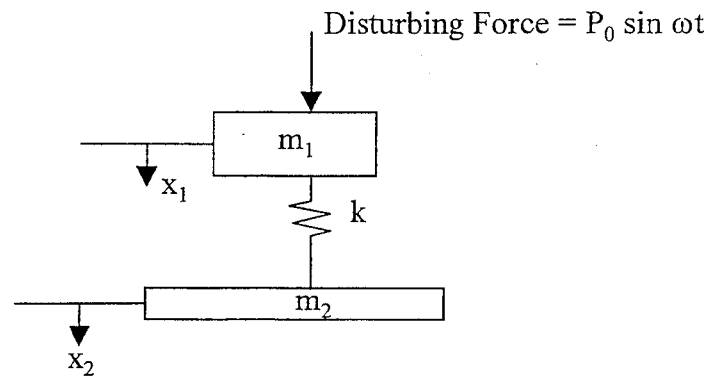 Disturbing Force = P₀ sin ωt
m₁
x₁
k
m₂
x₂